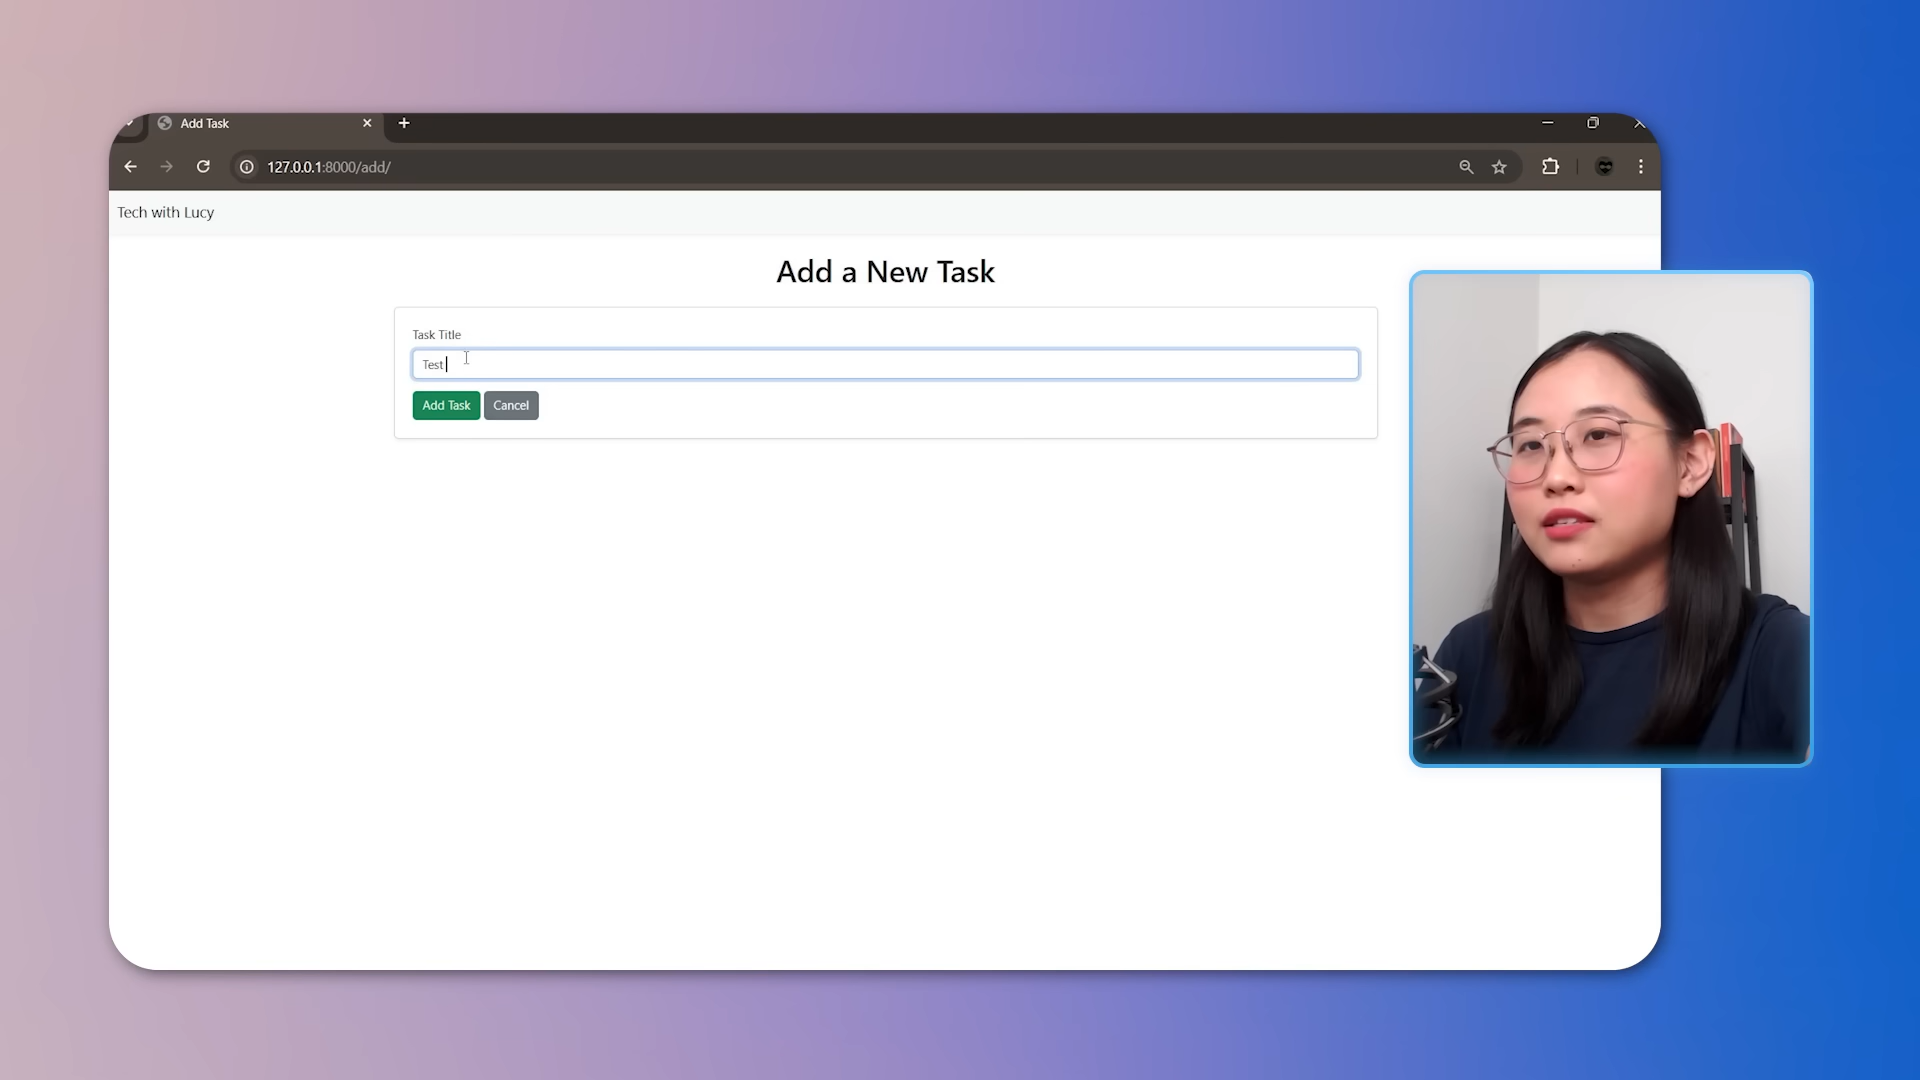 Add Task
127.0.0.1:8000/add/
Tech with Lucy
Add a New Task
Task Title
Test
Add Task Cancel